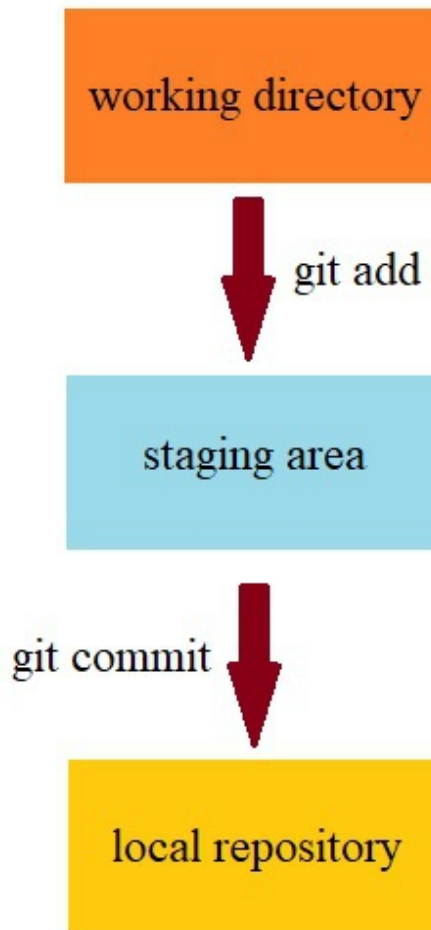 working directory
git add
staging area
git commit
local repository